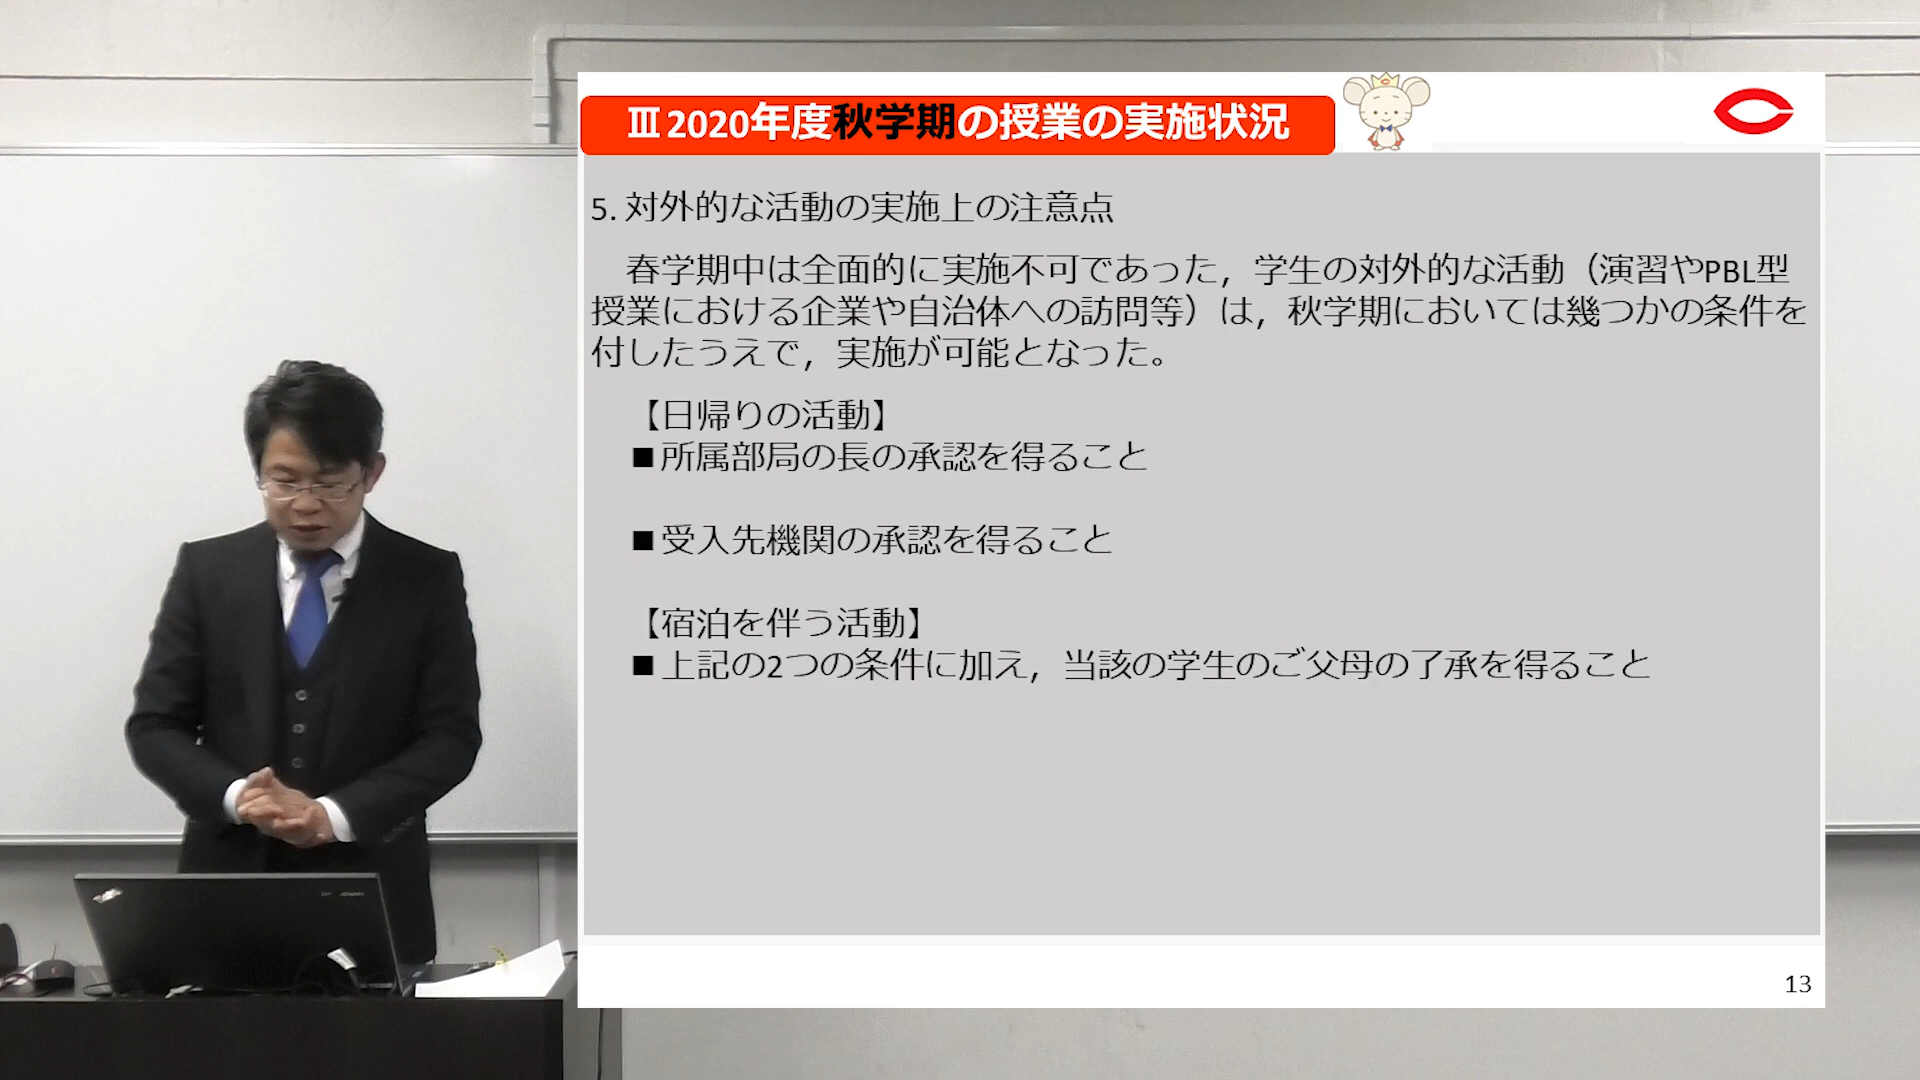 Ⅲ2020年度秋学期の授業の実施状況
5. 対外的な活動の実施上の注意点
春学期中は全面的に実施不可であった，学生の対外的な活動（演習やPBL型
授業における企業や自治体への訪問等）は，秋学期においては幾つかの条件を
付したうえで，実施が可能となった。
【日帰りの活動】
■所属部局の長の承認を得ること
■受入先機関の承認を得ること
【宿泊を伴う活動】
■上記の2つの条件に加え，当該の学生のご父母の了承を得ること
13